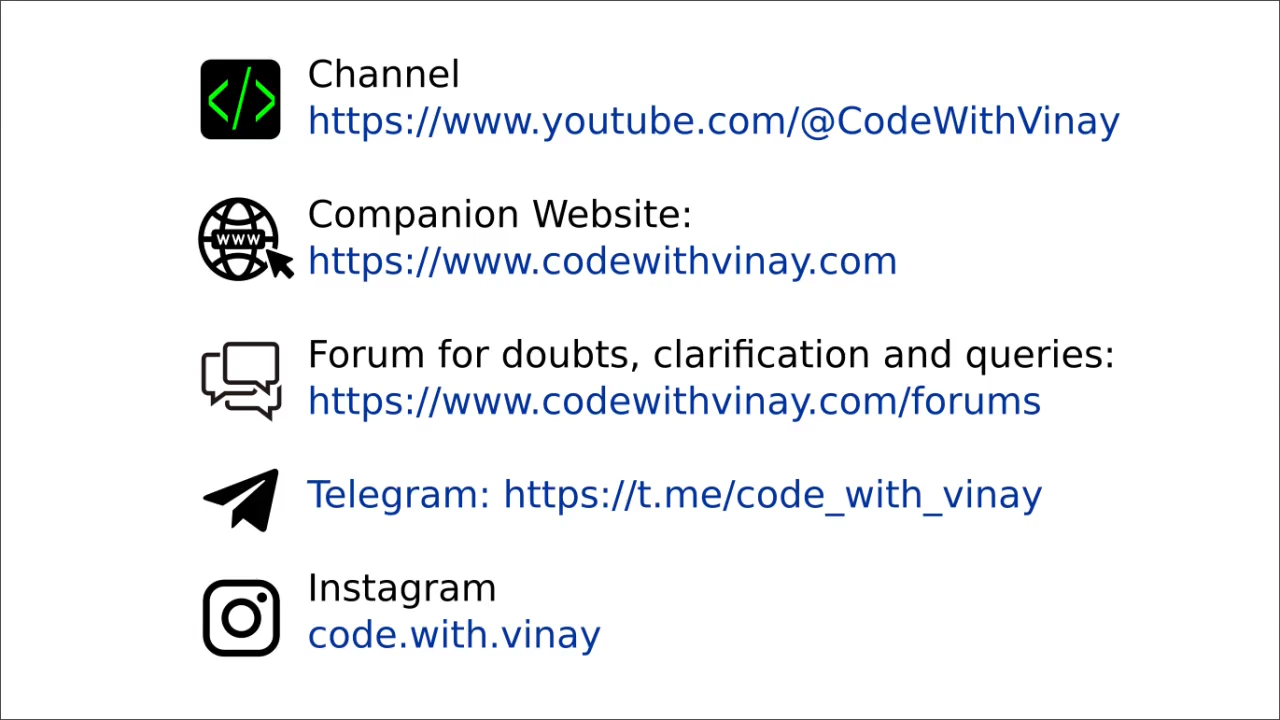 Channel
https://www.youtube.com/@CodeWithVinay
WWW
Companion Website:
https://www.codewithvinay.com
Forum for doubts, clarification and queries:
https://www.codewithvinay.com/forums
Telegram: https://t.me/code_with_vinay
Instagram
code.with.vinay